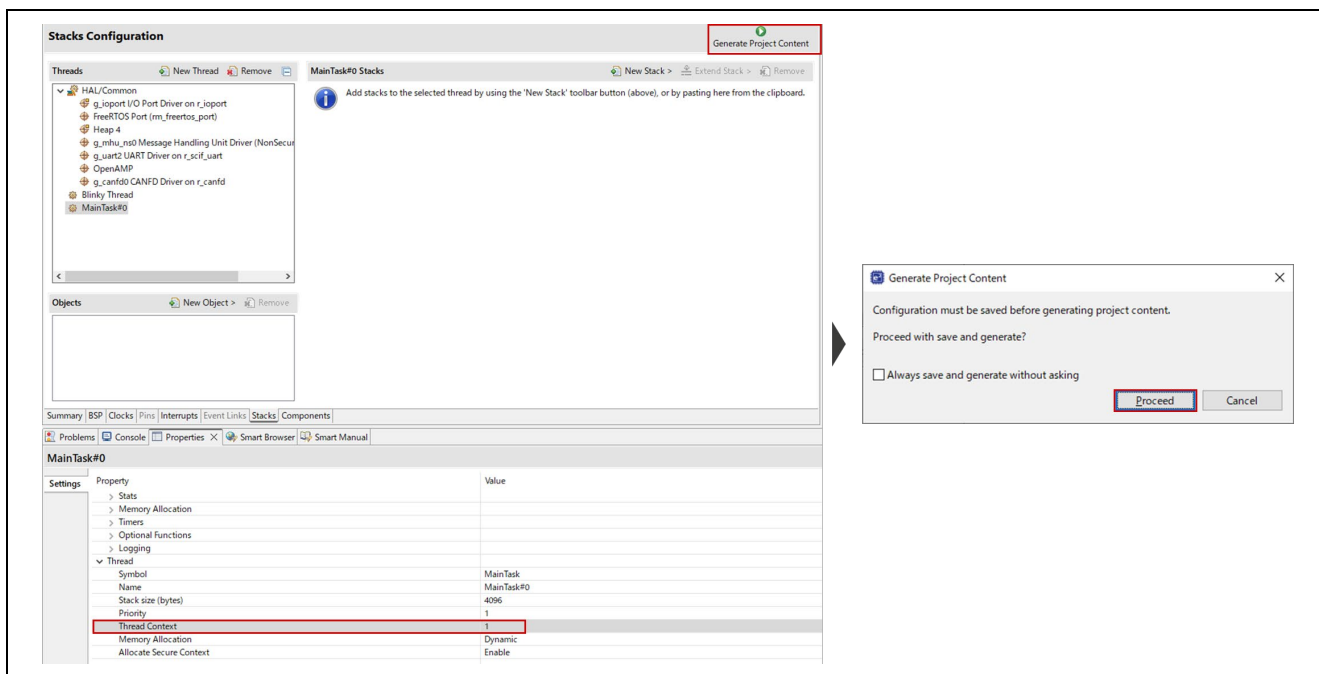 Stacks Configuration
Generate Project Content
Threads
New Thread
Remove
HAL/Common
g_ioport I/O Port Driver on r_ioport
FreeRTOS Port (rm_freertos_port)
Heap 4
g_mhu_ns0 Message Handling Unit Driver (NonSecur
g_uart2 UART Driver on r_scif_uart
OpenAMP
g_canfd0 CANFD Driver on r_canfd
Blinky Thread
MainTask#0
MainTask#0 Stacks
New Stack >
Extend Stack >
Remove
Add stacks to the selected thread by using the 'New Stack' toolbar button (above), or by pasting here from the clipboard.
Objects
New Object >
Remove
Summary BSP Clocks Pins Interrupts Event Links Stacks Components
Problems Console Properties Smart Browser Smart Manual
MainTask#0
Settings
Property Value
Stats
Memory Allocation
Timers
Optional Functions
Logging
Thread
Symbol MainTask
Name MainTask#0
Stack size (bytes) 4096
Priority 1
Thread Context 1
Memory Allocation Dynamic
Allocate Secure Context Enable
Generate Project Content
Configuration must be saved before generating project content.
Proceed with save and generate?
Always save and generate without asking
Proceed Cancel